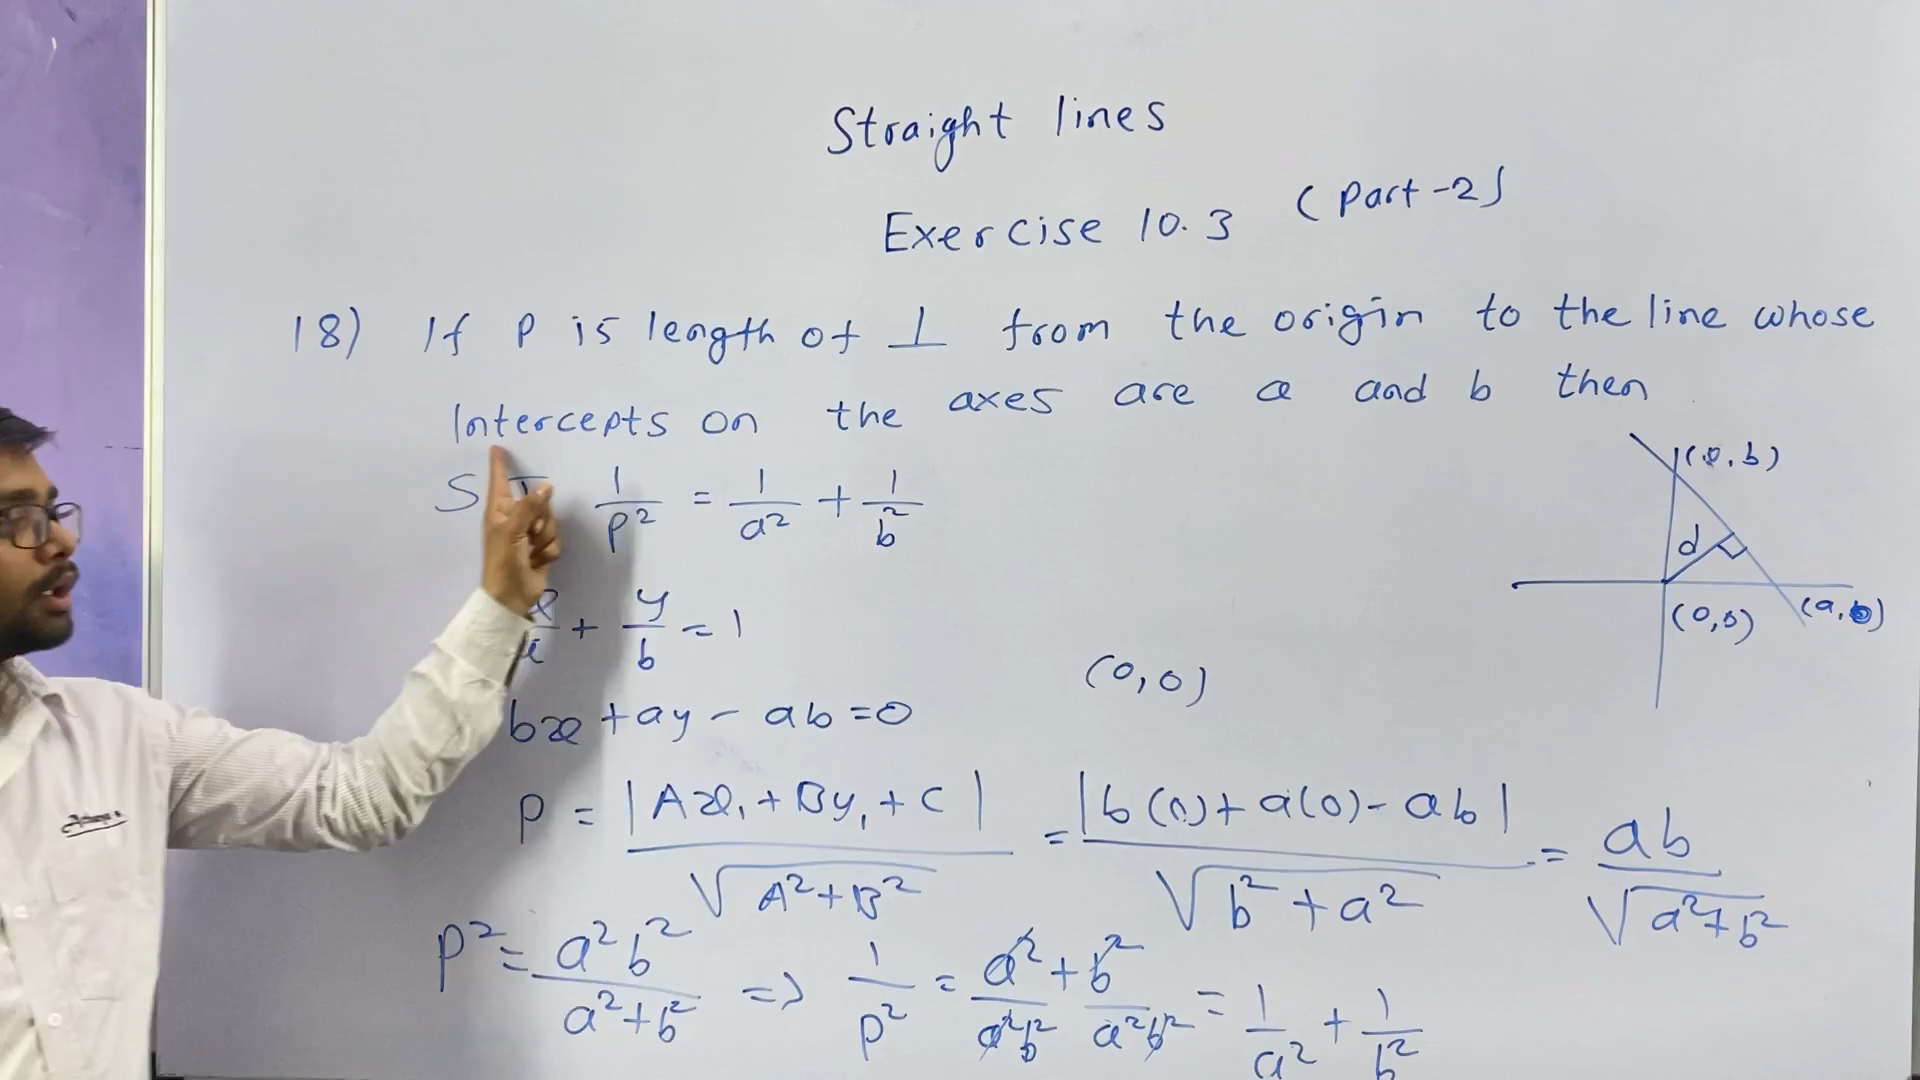 Straight lines
Exercise 10.3 (Part-2)
18) If P is length of ⊥ from the origin to the line whose
Intercepts on the axes are a and b then
S T 1/P² = 1/a² + 1/b²
x/a + y/b = 1
bx + ay - ab = 0
(0,0)
P = |Ax₁ + By₁ + C| / √(A²+B²) = |b(0) + a(0) - ab| / √(b²+a²) = ab / √(a²+b²)
P² = a²b² / (a²+b²) => 1/P² = a²/(a²b²) + b²/(a²b²) = 1/a² + 1/b²
(0,b)
d
(0,0) (a,0)